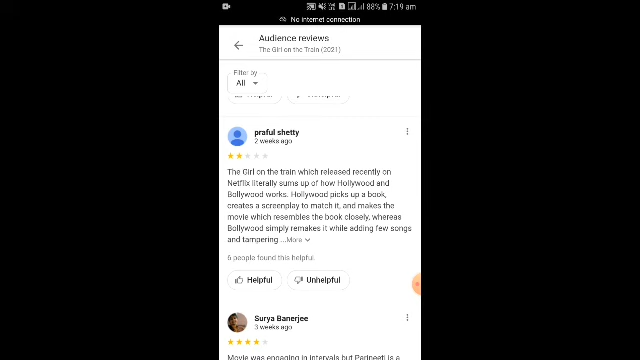 88% 7:19 am
No internet connection
Audience reviews
The Girl on the Train (2021)
Filter by
All
praful shetty
2 weeks ago
The Girl on the train which released recently on
Netflix literally sums up of how Hollywood and
Bollywood works. Hollywood picks up a book,
creates a screenplay to match it, and makes the
movie which resembles the book closely, whereas
Bollywood simply remakes it while adding few songs
and tampering ...More
6 people found this helpful.
Helpful Unhelpful
Surya Banerjee
3 weeks ago
Movie was engaging in intervals but Parineeti is a